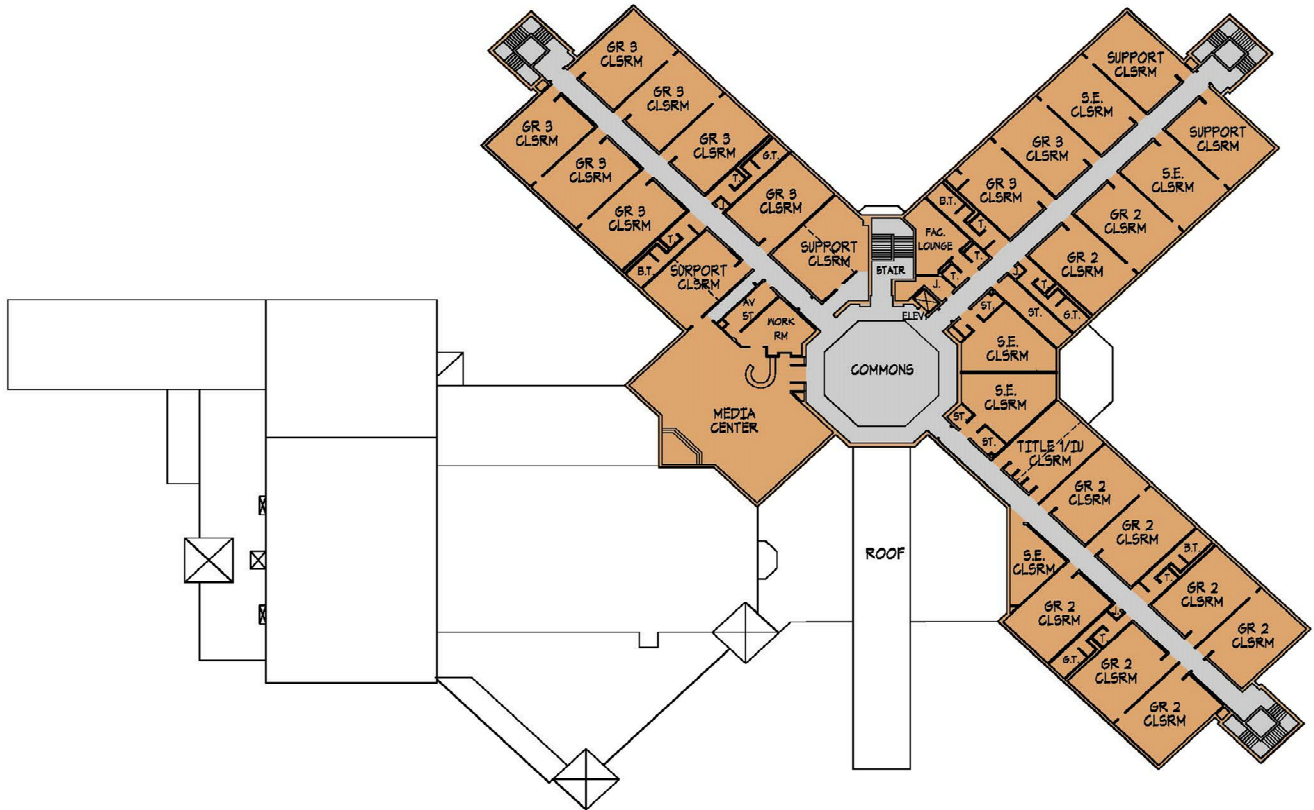 GR 3
CLSRM
GR 3
CLSRM
GR 3
CLSRM
G.T.
T.
J.
GR 3
CLSRM
SUPPORT
CLSRM
GR 3
CLSRM
GR 3
CLSRM
GR 3
CLSRM
T.
B.T.
SUPPORT
CLSRM
AV
ST.
WORK
RM
MEDIA
CENTER
SUPPORT
CLSRM
S.E.
CLSRM
GR 3
CLSRM
GR 3
CLSRM
B.T.
T.
FAC.
LOUNGE
T.
T.
J.
STAIR
ELEV
SUPPORT
CLSRM
S.E.
CLSRM
GR 2
CLSRM
GR 2
CLSRM
J.
T.
G.T.
ST.
ST.
S.E.
CLSRM
COMMONS
S.E.
CLSRM
ST.
ST.
TITLE 1/IV
CLSRM
GR 2
CLSRM
GR 2
CLSRM
B.T.
T.
GR 2
CLSRM
GR 2
CLSRM
S.E.
CLSRM
GR 2
CLSRM
T.
G.T.
GR 2
CLSRM
GR 2
CLSRM
ROOF